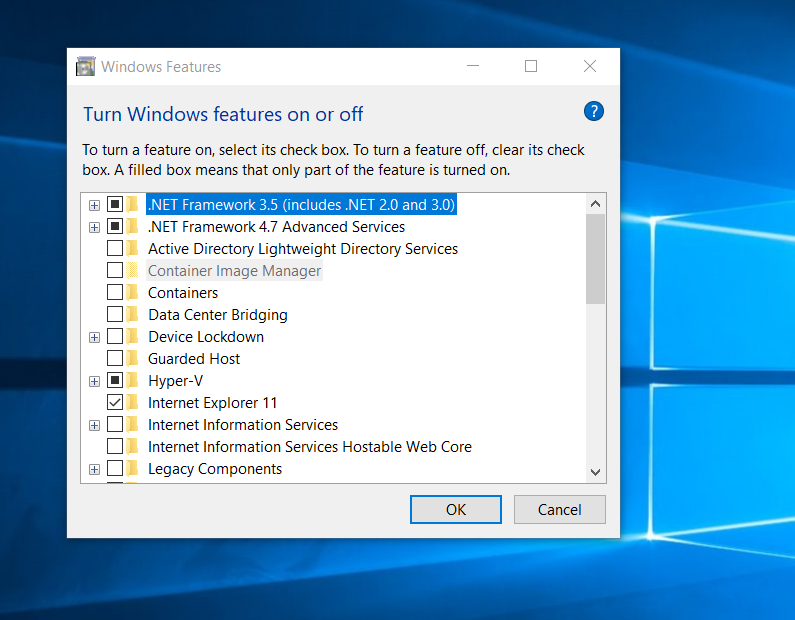 Windows Features
Turn Windows features on or off
?
To turn a feature on, select its check box. To turn a feature off, clear its check
box. A filled box means that only part of the feature is turned on.
.NET Framework 3.5 (includes .NET 2.0 and 3.0)
.NET Framework 4.7 Advanced Services
Active Directory Lightweight Directory Services
Container Image Manager
Containers
Data Center Bridging
Device Lockdown
Guarded Host
Hyper-V
Internet Explorer 11
Internet Information Services
Internet Information Services Hostable Web Core
Legacy Components
OK Cancel